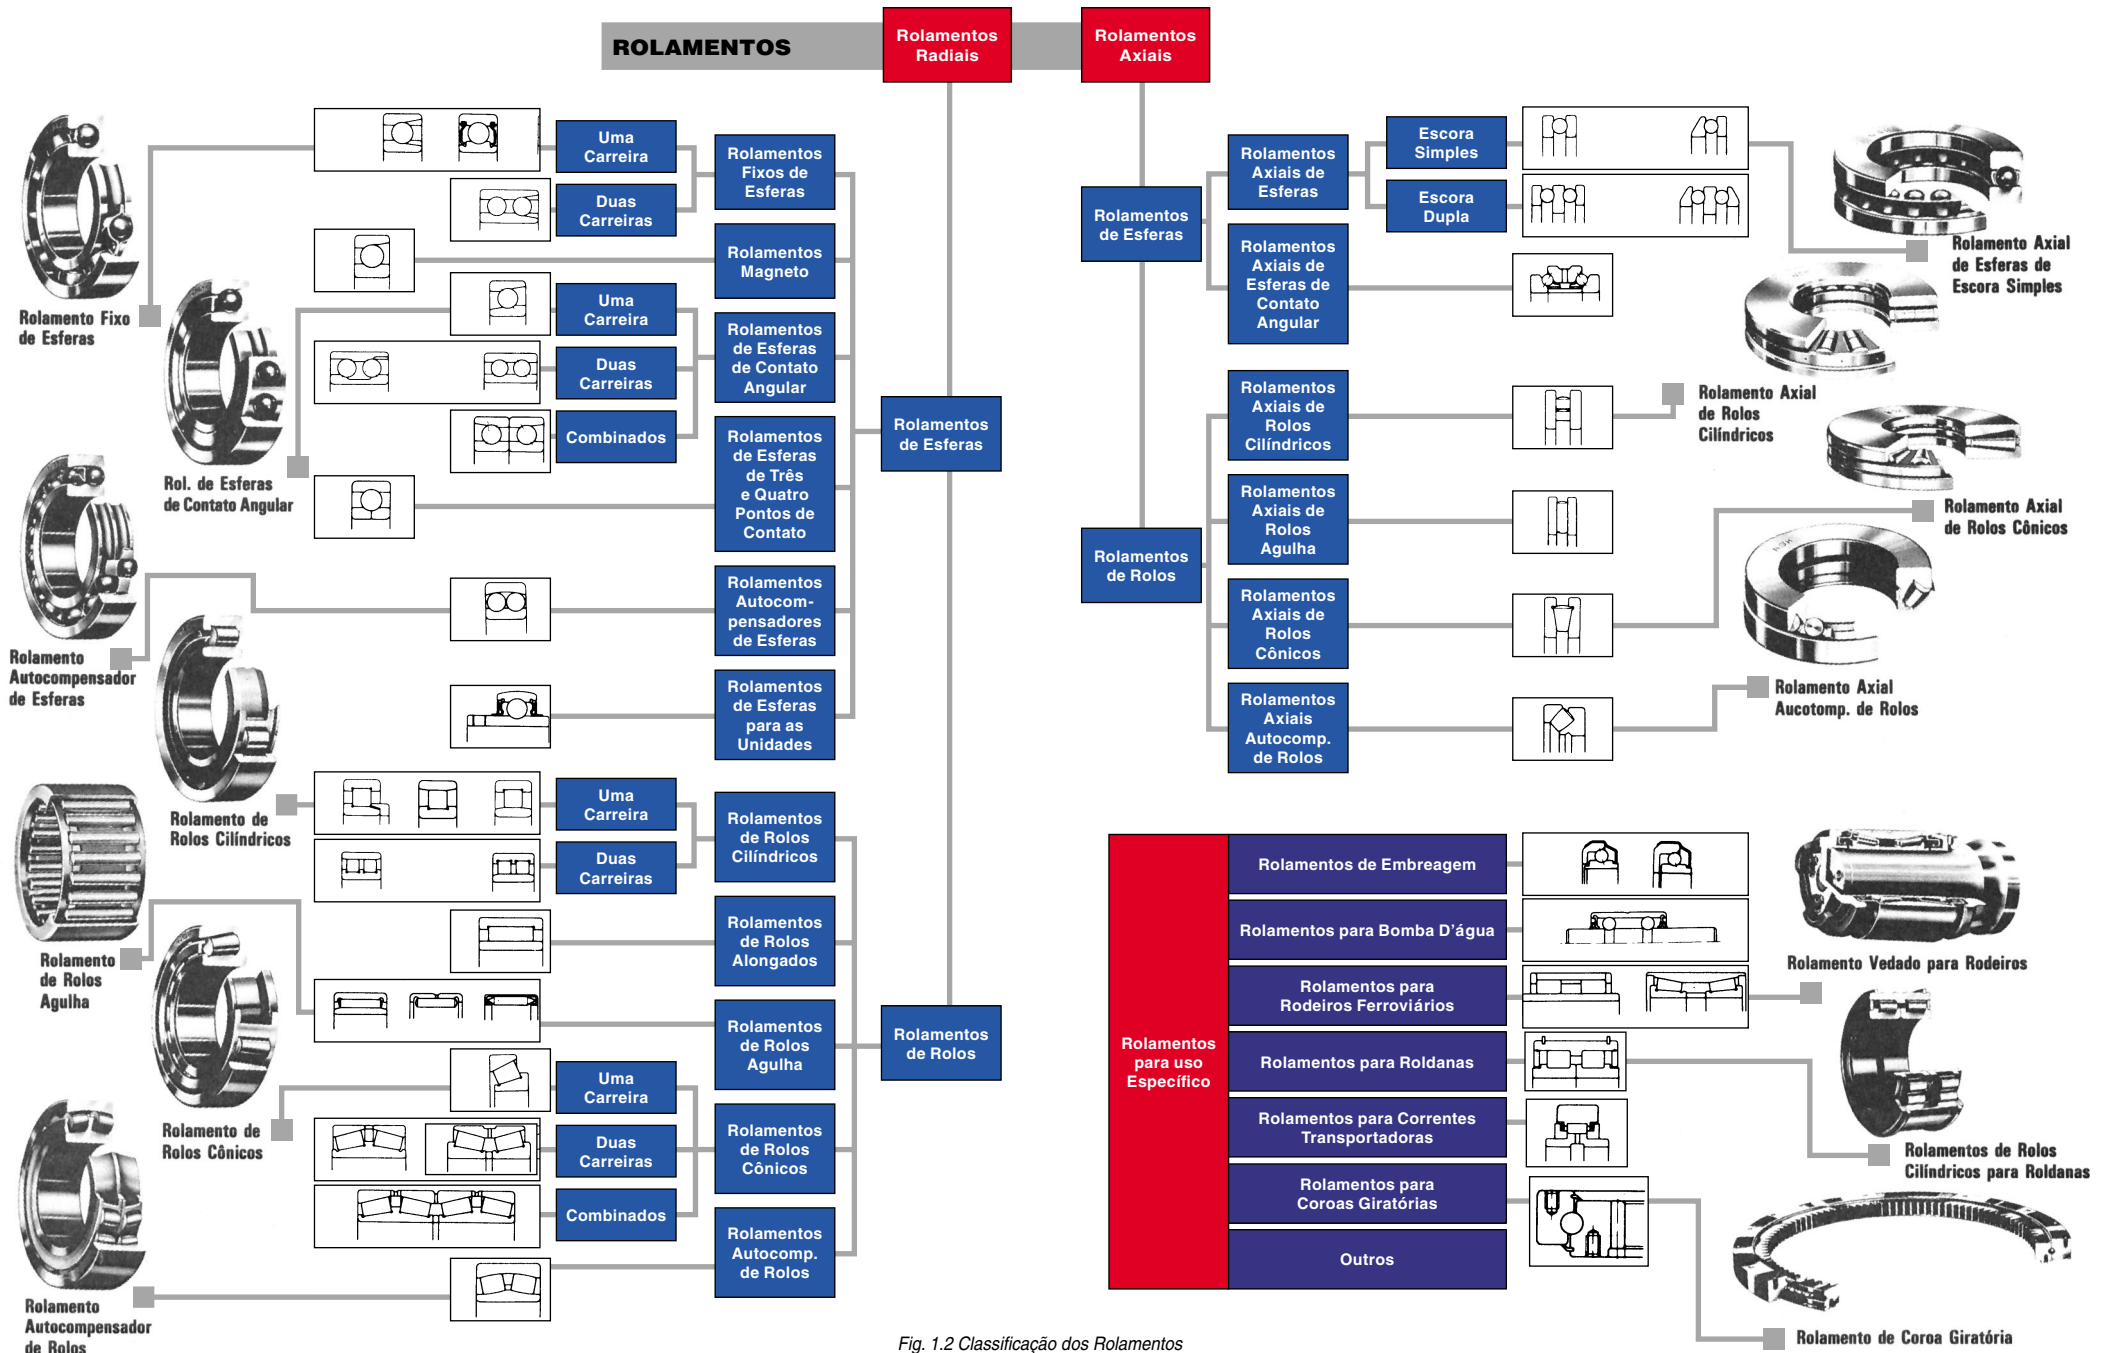 ROLAMENTOS
Rolamentos
Radiais
Rolamentos
Axiais
Uma
Carreira
Duas
Carreiras
Rolamentos
Fixos de
Esferas
Rolamentos
Magneto
Uma
Carreira
Duas
Carreiras
Combinados
Rolamentos
de Esferas
de Contato
Angular
Rolamentos
de Esferas
de Três
e Quatro
Pontos de
Contato
Rolamentos
Autocom-
pensadores
de Esferas
Rolamentos
de Esferas
para as
Unidades
Rolamentos
de Esferas
Uma
Carreira
Duas
Carreiras
Rolamentos
de Rolos
Cilíndricos
Rolamentos
de Rolos
Alongados
Rolamentos
de Rolos
Agulha
Uma
Carreira
Duas
Carreiras
Combinados
Rolamentos
de Rolos
Cônicos
Rolamentos
Autocomp.
de Rolos
Rolamentos
de Rolos
Rolamento Fixo
de Esferas
Rol. de Esferas
de Contato Angular
Rolamento
Autocompensador
de Esferas
Rolamento de
Rolos Cilíndricos
Rolamento
de Rolos
Agulha
Rolamento de
Rolos Cônicos
Rolamento
Autocompensador
de Rolos
Rolamentos
de Esferas
Rolamentos
Axiais de
Esferas
Escora
Simples
Escora
Dupla
Rolamentos
Axiais de
Esferas de
Contato
Angular
Rolamentos
de Rolos
Rolamentos
Axiais de
Rolos
Cilíndricos
Rolamentos
Axiais de
Rolos
Agulha
Rolamentos
Axiais de
Rolos
Cônicos
Rolamentos
Axiais
Autocomp.
de Rolos
Rolamento Axial
de Esferas de
Escora Simples
Rolamento Axial
de Rolos
Cilíndricos
Rolamento Axial
de Rolos Cônicos
Rolamento Axial
Aucotomp. de Rolos
Rolamentos
para uso
Específico
Rolamentos de Embreagem
Rolamentos para Bomba D'água
Rolamentos para
Rodeiros Ferroviários
Rolamentos para Roldanas
Rolamentos para Correntes
Transportadoras
Rolamentos para
Coroas Giratórias
Outros
Rolamento Vedado para Rodeiros
Rolamentos de Rolos
Cilíndricos para Roldanas
Rolamento de Coroa Giratória
Fig. 1.2 Classificação dos Rolamentos